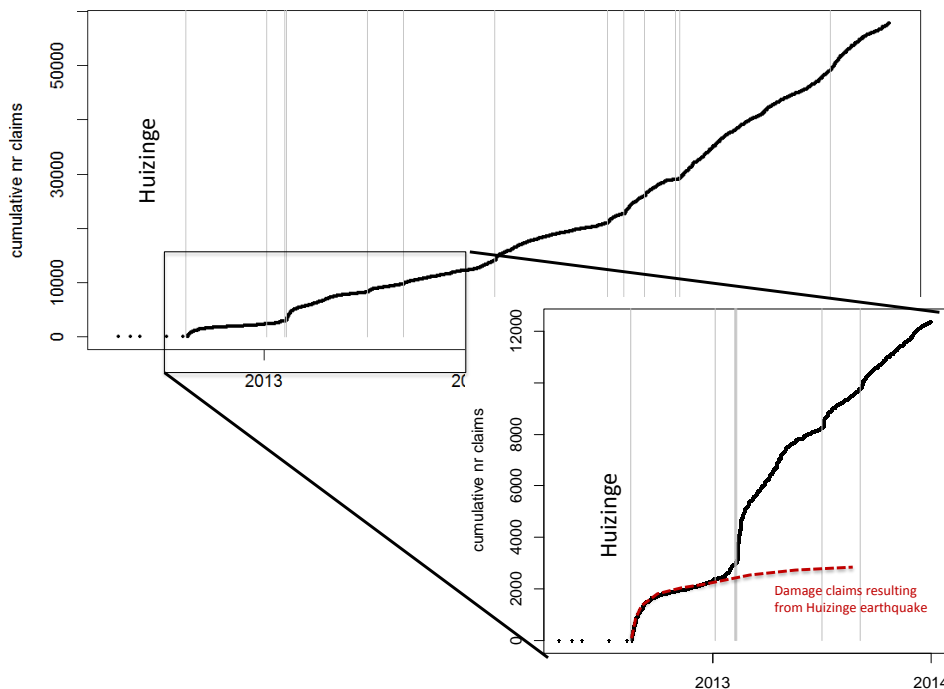 cumulative nr claims
50000
30000
10000
0
Huizinge
2013
20
cumulative nr claims
12000
8000
6000
4000
2000
0
Huizinge
Damage claims resulting
from Huizinge earthquake
2013
2014